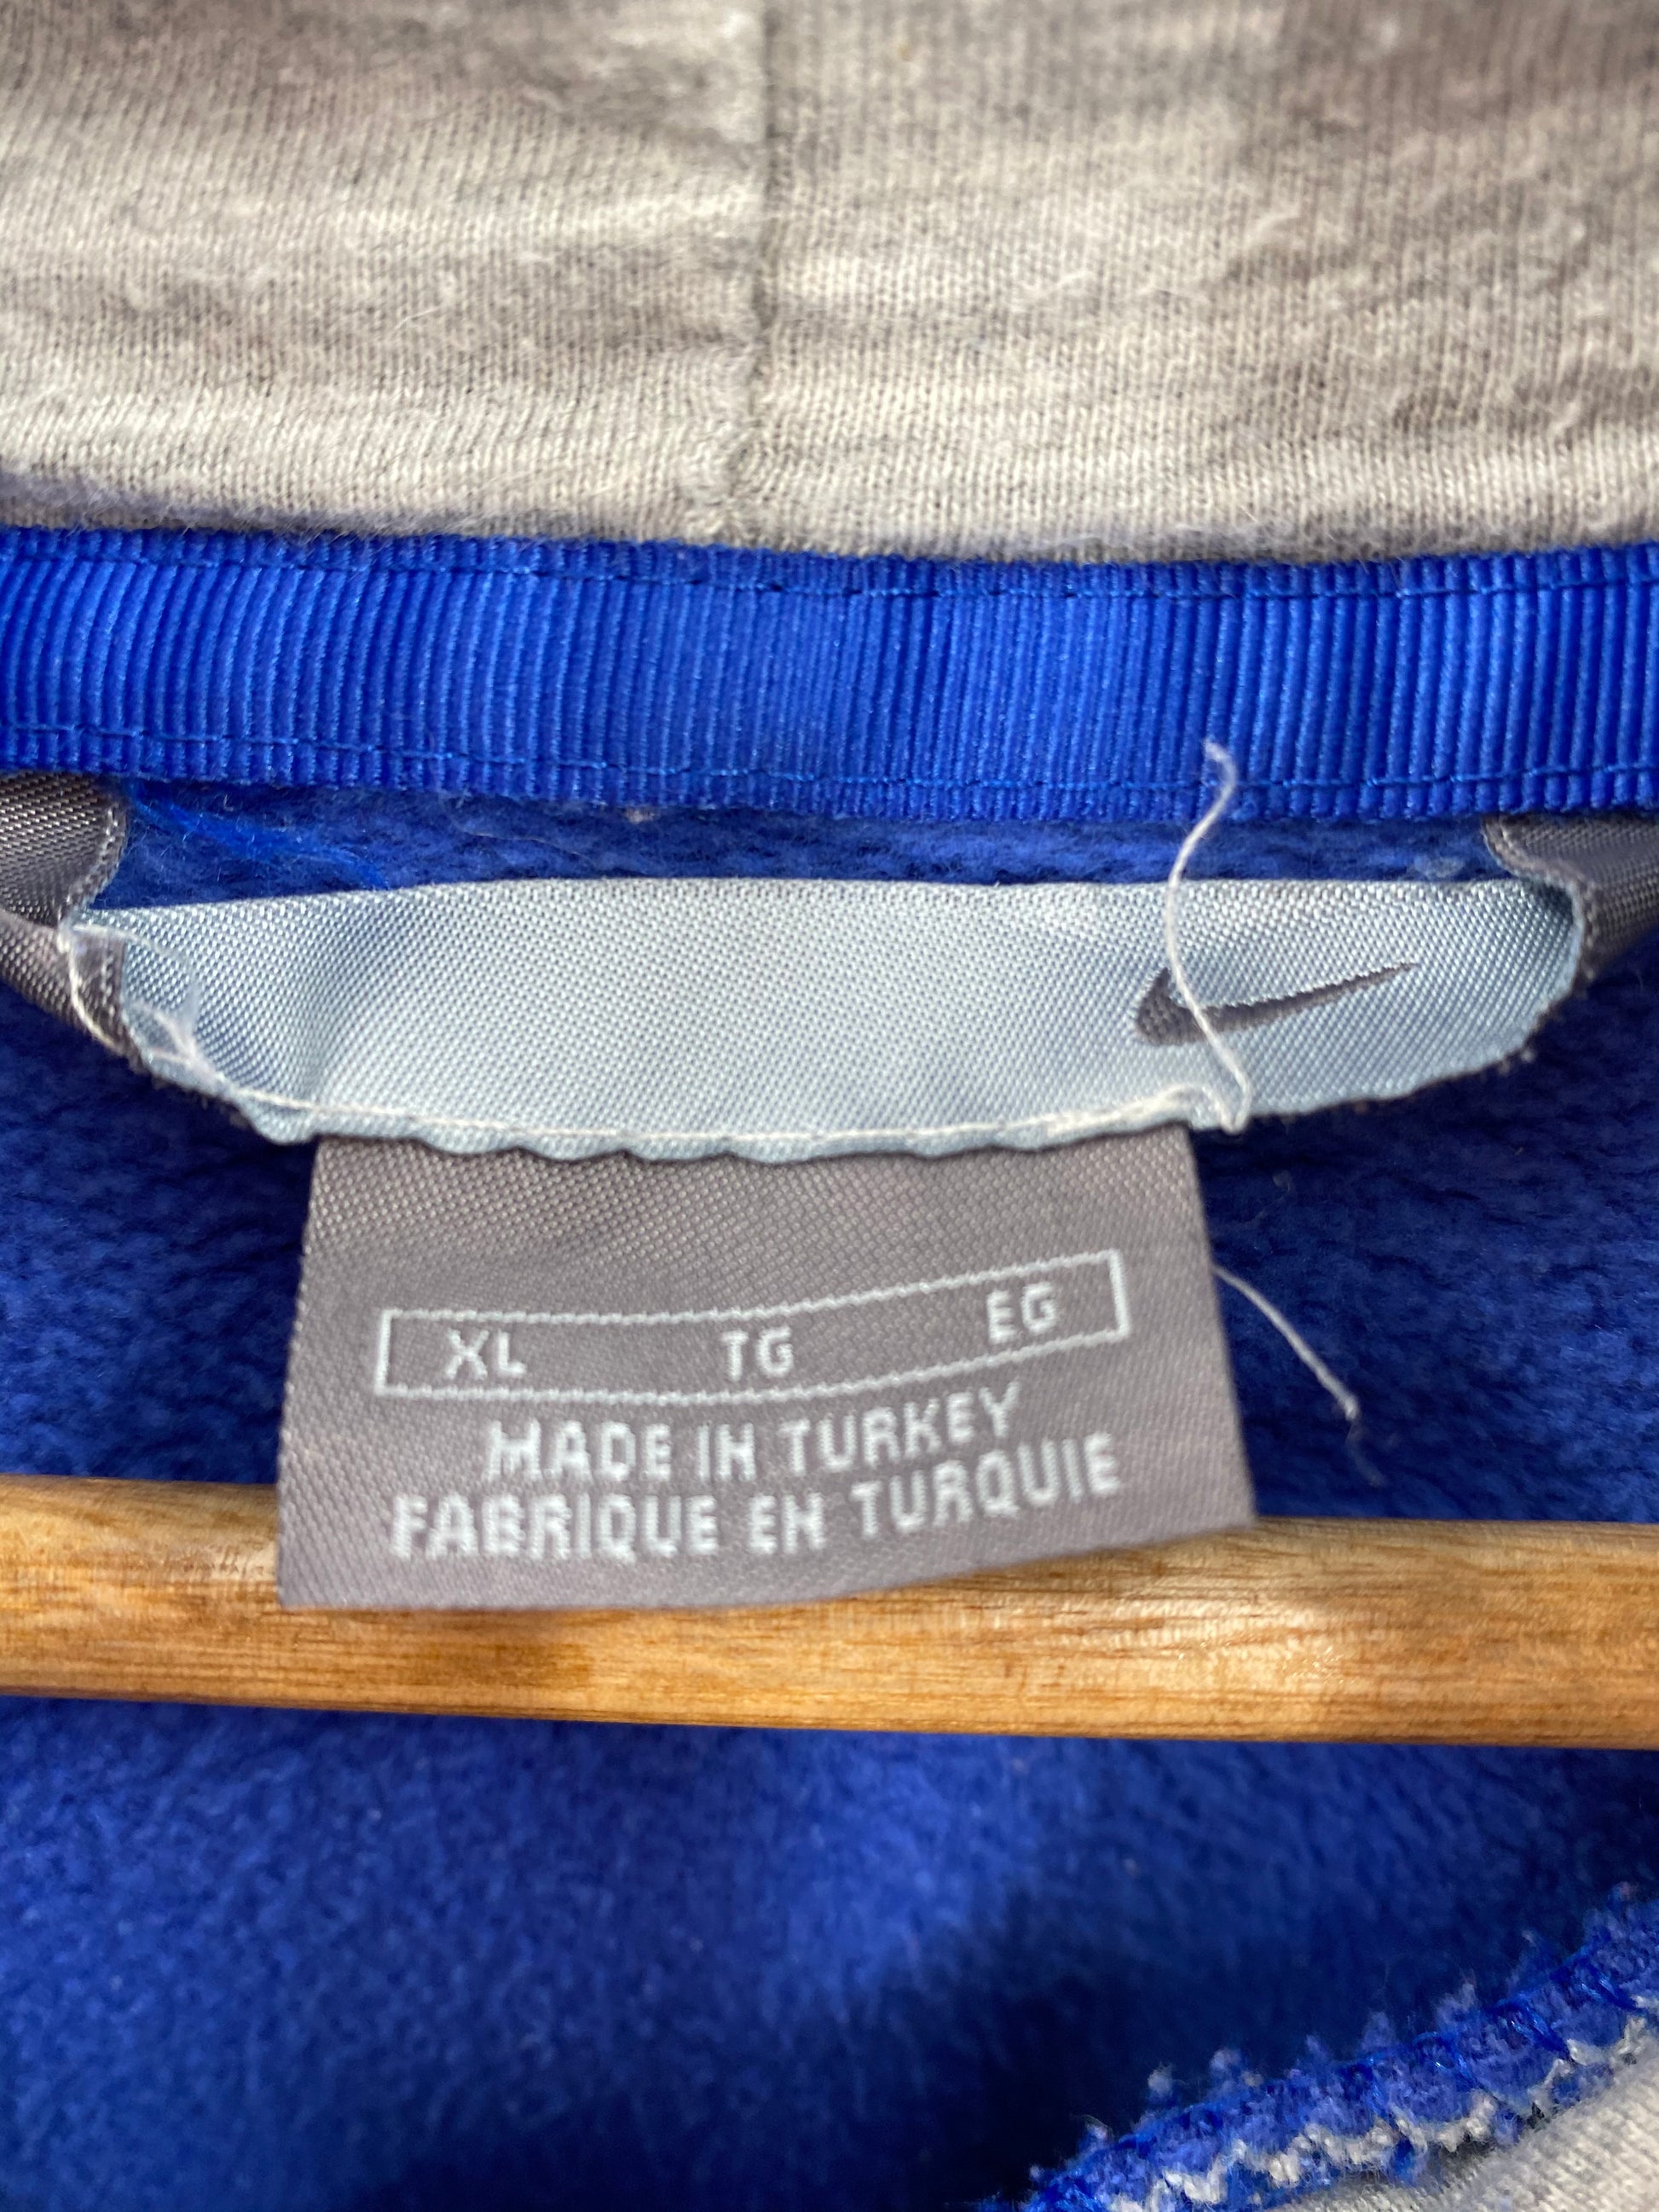 XL TG EG
MADE IN TURKEY
FABRIQUE EN TURQUIE